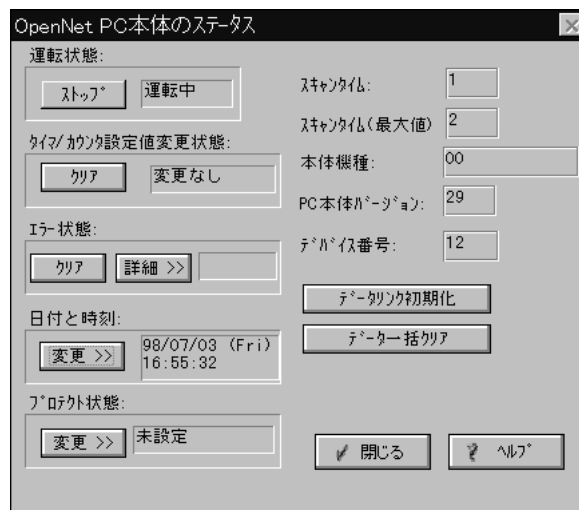 OpenNet PC本体のステータス
運転状態:
ストップ 運転中
タイマ/カウンタ設定値変更状態:
クリア 変更なし
エラー状態:
クリア 詳細 >>
日付と時刻:
変更 >> 98/07/03 (Fri)
16:55:32
プロテクト状態:
変更 >> 未設定
スキャンタイム: 1
スキャンタイム(最大値) 2
本体機種: 00
PC本体バージョン: 29
デバイス番号: 12
データリンク初期化
データ一括クリア
閉じる ヘルプ